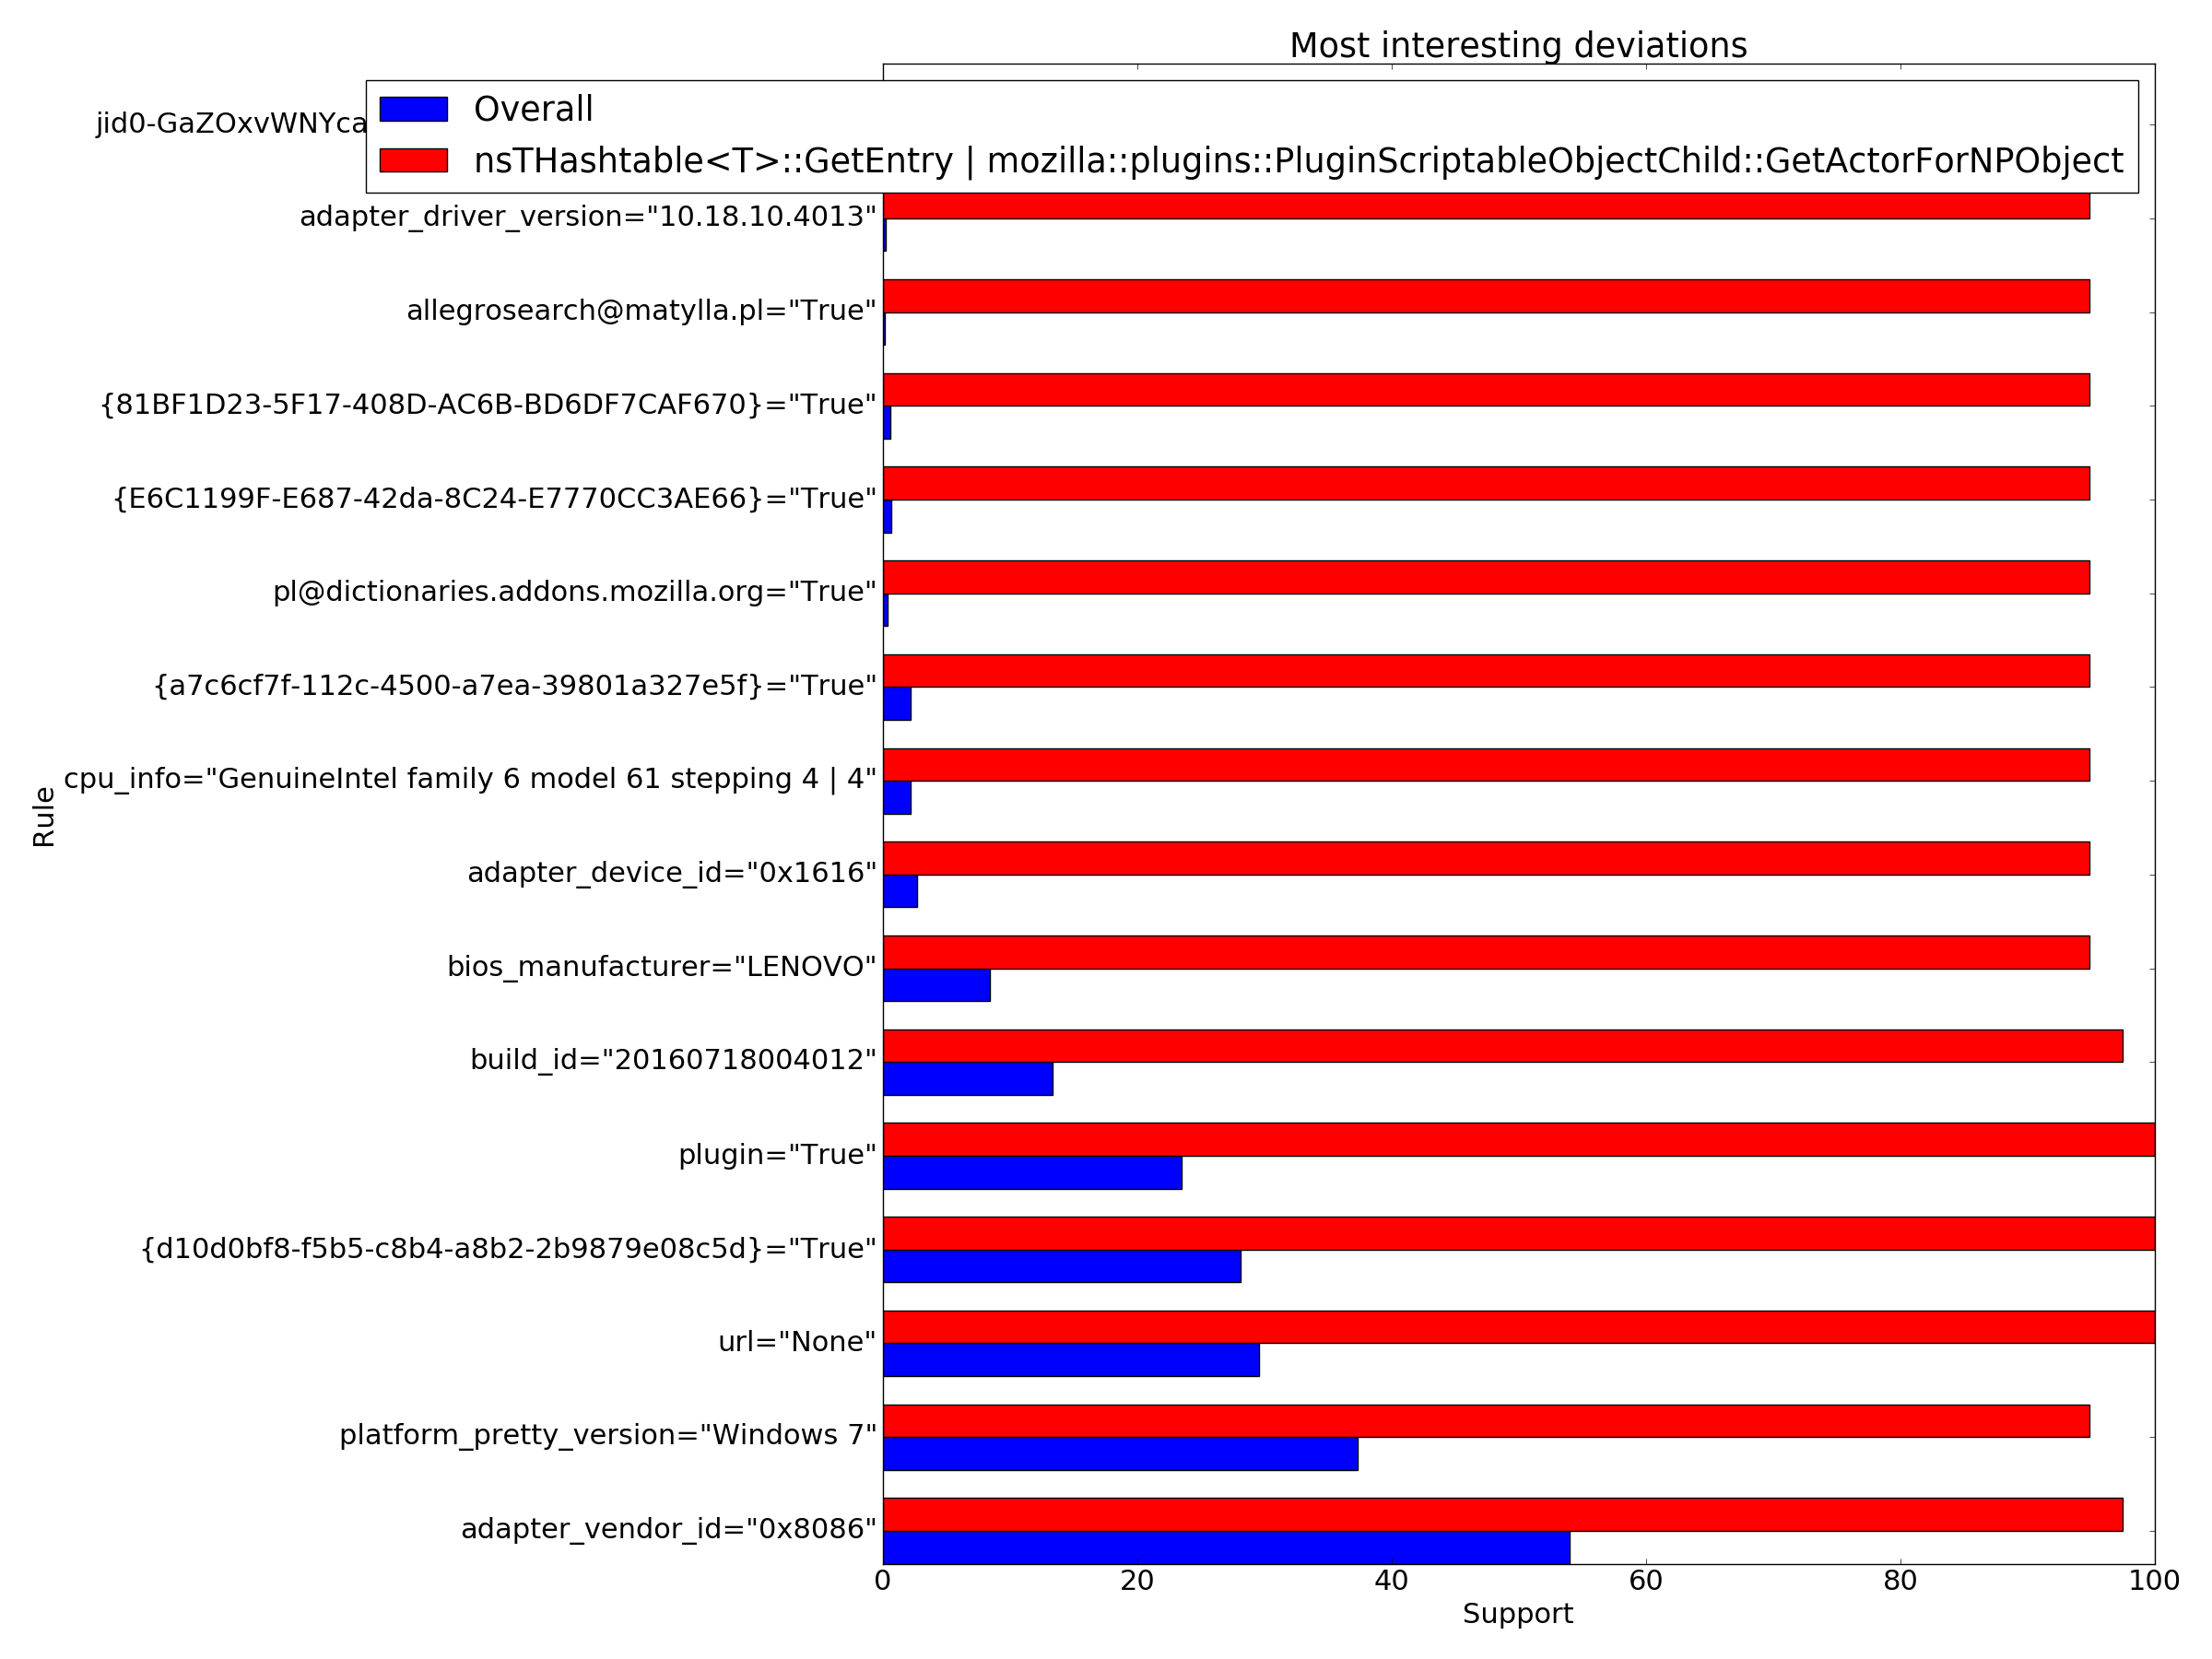 Most interesting deviations
jid0-GaZOxvWNYca
Overall
nsTHashtable<T>::GetEntry | mozilla::plugins::PluginScriptableObjectChild::GetActorForNPObject
adapter_driver_version="10.18.10.4013"
allegrosearch@matylla.pl="True"
{81BF1D23-5F17-408D-AC6B-BD6DF7CAF670}="True"
{E6C1199F-E687-42da-8C24-E7770CC3AE66}="True"
pl@dictionaries.addons.mozilla.org="True"
{a7c6cf7f-112c-4500-a7ea-39801a327e5f}="True"
cpu_info="GenuineIntel family 6 model 61 stepping 4 | 4"
Rule
adapter_device_id="0x1616"
bios_manufacturer="LENOVO"
build_id="20160718004012"
plugin="True"
{d10d0bf8-f5b5-c8b4-a8b2-2b9879e08c5d}="True"
url="None"
platform_pretty_version="Windows 7"
adapter_vendor_id="0x8086"
0 20 40 60 80 100
Support